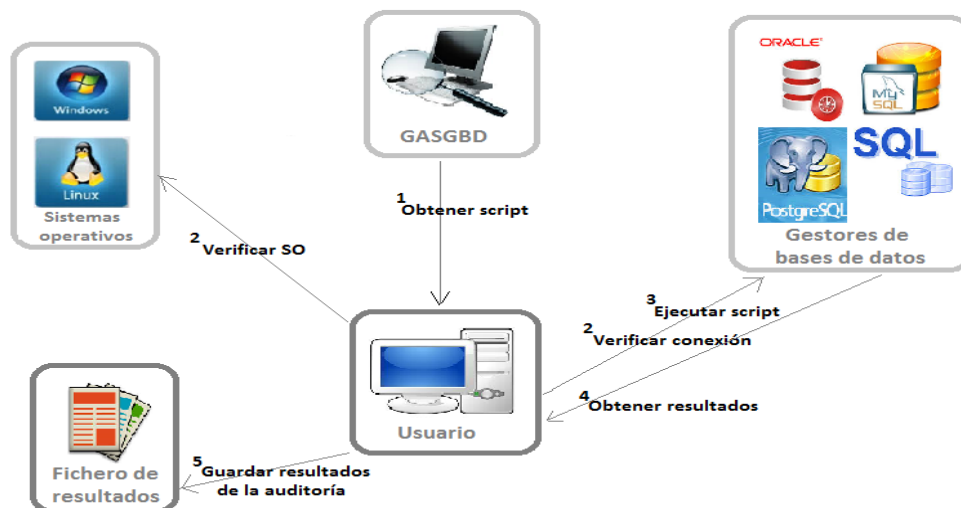 Windows
Linux
Sistemas
operativos
GASGBD
ORACLE®
MySQL
PostgreSQL
SQL
Gestores de
bases de datos
1 Obtener script
2 Verificar SO
3 Ejecutar script
2 Verificar conexión
4 Obtener resultados
Usuario
5 Guardar resultados
de la auditoría
Fichero de
resultados